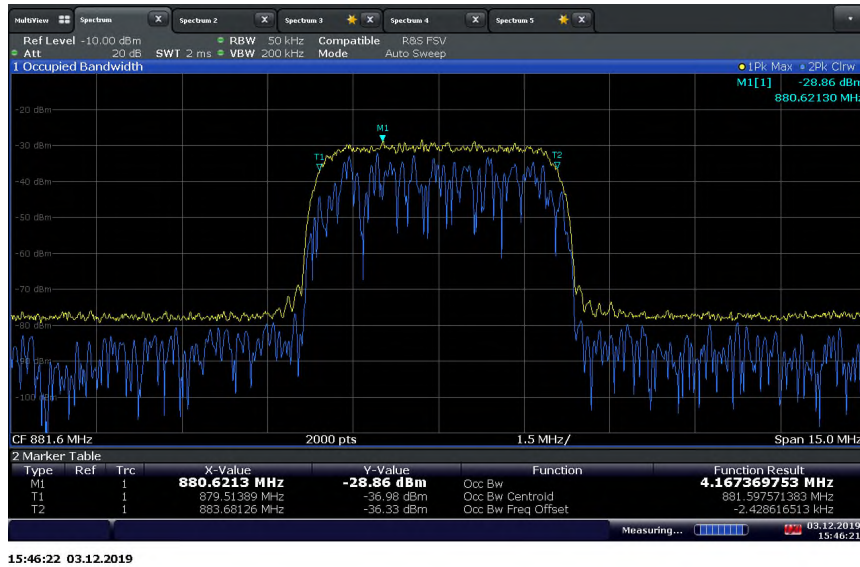 MultiView Spectrum X Spectrum 2 X Spectrum 3 X Spectrum 4 X Spectrum 5 X
Ref Level -10.00 dBm RBW 50 kHz Compatible R&S FSV
Att 20 dB SWT 2 ms VBW 200 kHz Mode Auto Sweep
1 Occupied Bandwidth 1Pk Max 2Pk Clrw
M1[1] -28.86 dBm
880.62130 MHz
-20 dBm
M1
-30 dBm
T1 T2
-40 dBm
-50 dBm
-60 dBm
-70 dBm
-80 dBm
-90 dBm
-100 dBm
CF 881.6 MHz 2000 pts 1.5 MHz/ Span 15.0 MHz
2 Marker Table
Type Ref Trc X-Value Y-Value Function Function Result
M1 1 880.6213 MHz -28.86 dBm Occ Bw 4.167369753 MHz
T1 1 879.51389 MHz -36.98 dBm Occ Bw Centroid 881.597571383 MHz
T2 1 883.68126 MHz -36.33 dBm Occ Bw Freq Offset -2.428616513 kHz
Measuring... 03.12.2019
15:46:21
15:46:22 03.12.2019